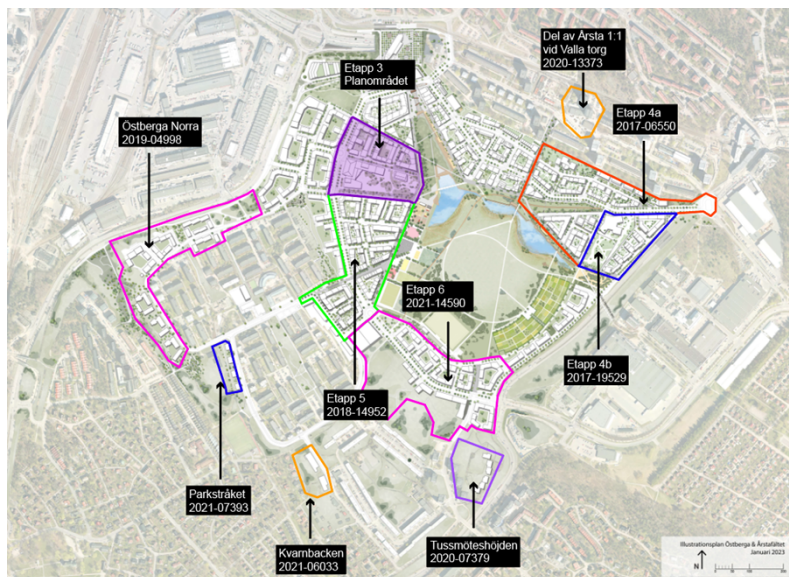 Del av Årsta 1:1
vid Valla torg
2020-13373
Etapp 3
Planområdet
Etapp 4a
2017-06550
Östberga Norra
2019-04998
Etapp 6
2021-14590
Etapp 4b
2017-19529
Etapp 5
2018-14952
Parkstråket
2021-07393
Kvarnbacken
2021-06033
Tussmöteshöjden
2020-07379
Illustrationsplan Östberga & Årstafältet
Januari 2023
N